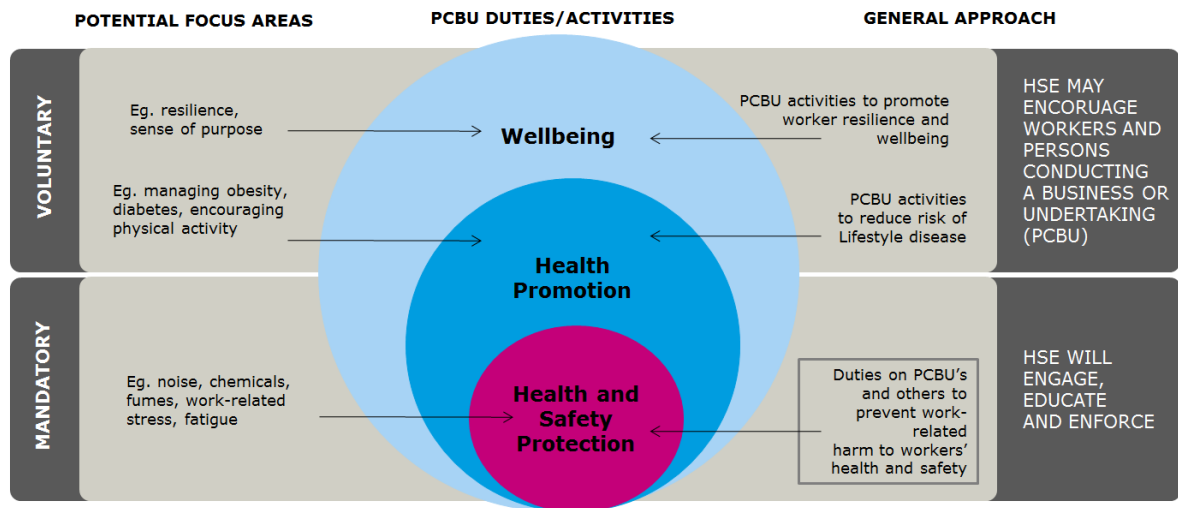 POTENTIAL FOCUS AREAS
PCBU DUTIES/ACTIVITIES
GENERAL APPROACH
VOLUNTARY
Eg. resilience,
sense of purpose
Eg. managing obesity,
diabetes, encouraging
physical activity
Wellbeing
Health
Promotion
PCBU activities to promote
worker resilience and
wellbeing
PCBU activities
to reduce risk of
Lifestyle disease
HSE MAY
ENCORUAGE
WORKERS AND
PERSONS
CONDUCTING
A BUSINESS OR
UNDERTAKING
(PCBU)
MANDATORY
Eg. noise, chemicals,
fumes, work-related
stress, fatigue
Health and
Safety
Protection
Duties on PCBU's
and others to
prevent work-
related
harm to workers'
health and safety
HSE WILL
ENGAGE,
EDUCATE
AND ENFORCE